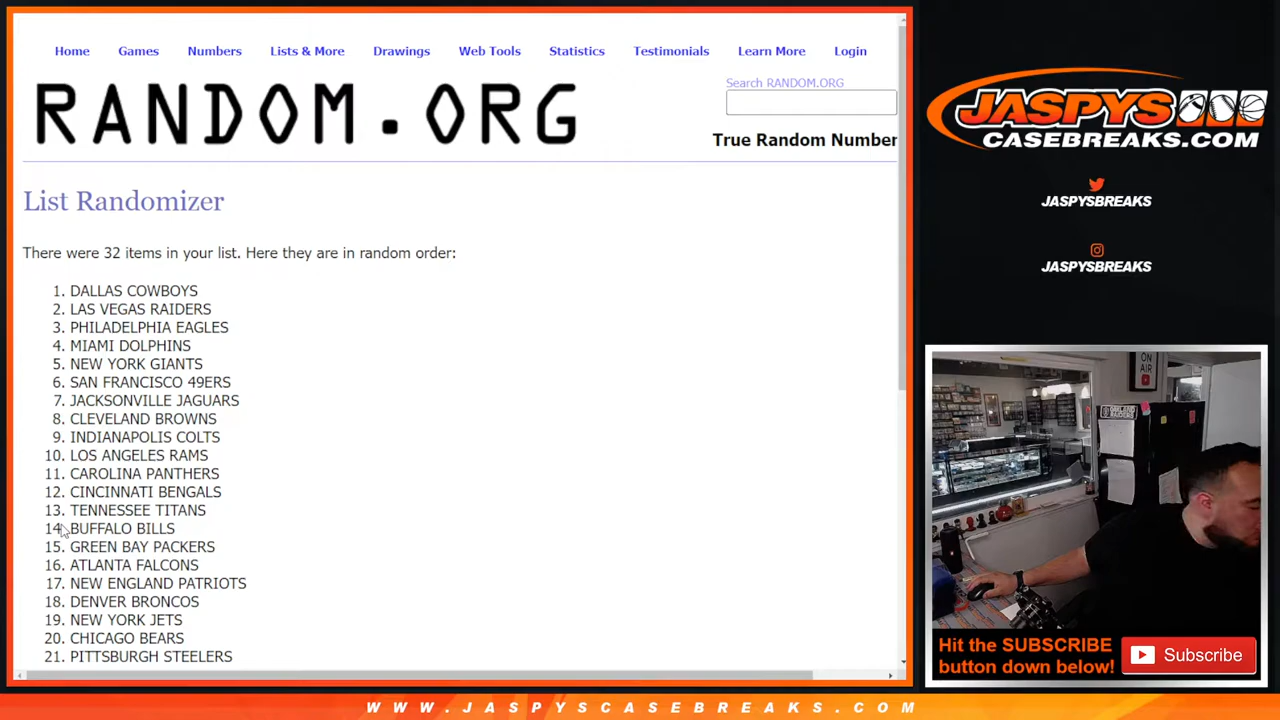 Home Games Numbers Lists & More Drawings Web Tools Statistics Testimonials Learn More Login
RANDOM.ORG
Search RANDOM.ORG
True Random Number
List Randomizer
There were 32 items in your list. Here they are in random order:
1. DALLAS COWBOYS
2. LAS VEGAS RAIDERS
3. PHILADELPHIA EAGLES
4. MIAMI DOLPHINS
5. NEW YORK GIANTS
6. SAN FRANCISCO 49ERS
7. JACKSONVILLE JAGUARS
8. CLEVELAND BROWNS
9. INDIANAPOLIS COLTS
10. LOS ANGELES RAMS
11. CAROLINA PANTHERS
12. CINCINNATI BENGALS
13. TENNESSEE TITANS
14. BUFFALO BILLS
15. GREEN BAY PACKERS
16. ATLANTA FALCONS
17. NEW ENGLAND PATRIOTS
18. DENVER BRONCOS
19. NEW YORK JETS
20. CHICAGO BEARS
21. PITTSBURGH STEELERS
JASPYS
CASEBREAKS.COM
JASPYSBREAKS
JASPYSBREAKS
ON
AIR
OAKLAND
RAIDERS
Hit the SUBSCRIBE
button down below!
Subscribe
WWW.JASPYSCASEBREAKS.COM